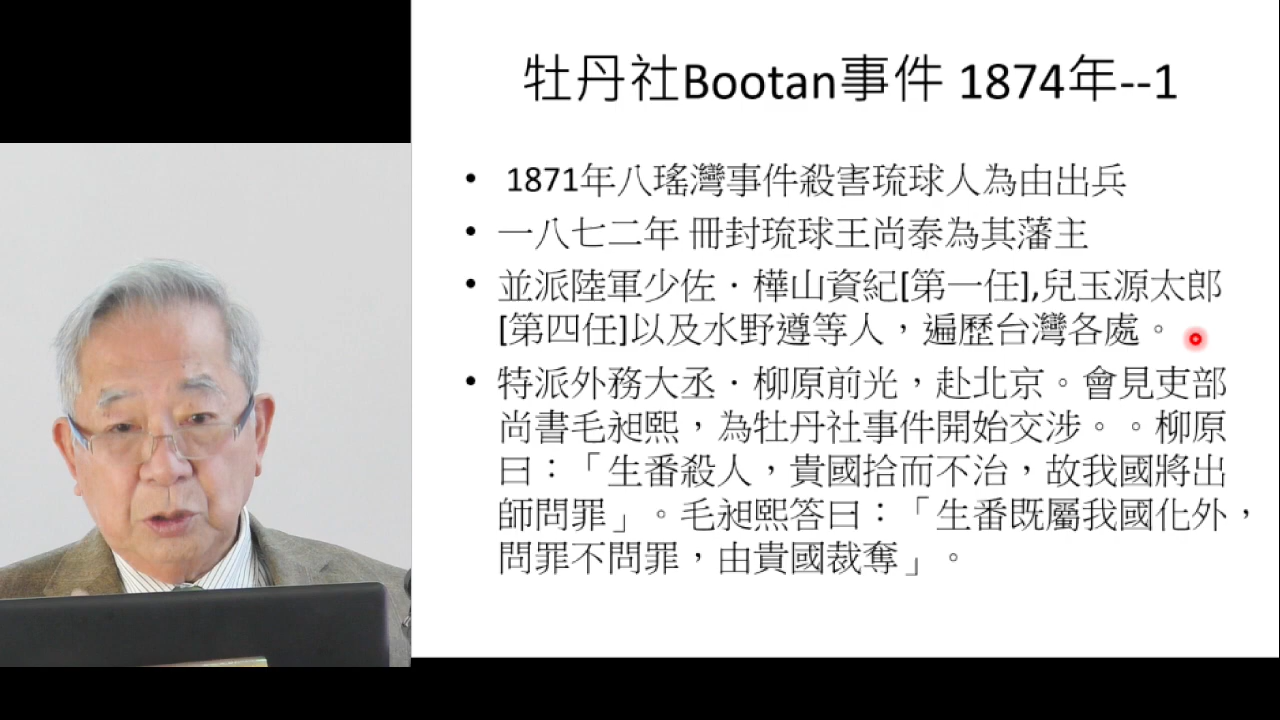 牡丹社Bootan事件 1874年--1
• 1871年八瑤灣事件殺害琉球人為由出兵
• 一八七二年 冊封琉球王尚泰為其藩主
• 並派陸軍少佐．樺山資紀[第一任],兒玉源太郎
[第四任]以及水野遵等人，遍歷台灣各處。
• 特派外務大丞．柳原前光，赴北京。會見吏部
尚書毛昶熙，為牡丹社事件開始交涉。。柳原
曰：「生番殺人，貴國拾而不治，故我國將出
師問罪」。毛昶熙答曰：「生番既屬我國化外，
問罪不問罪，由貴國裁奪」。